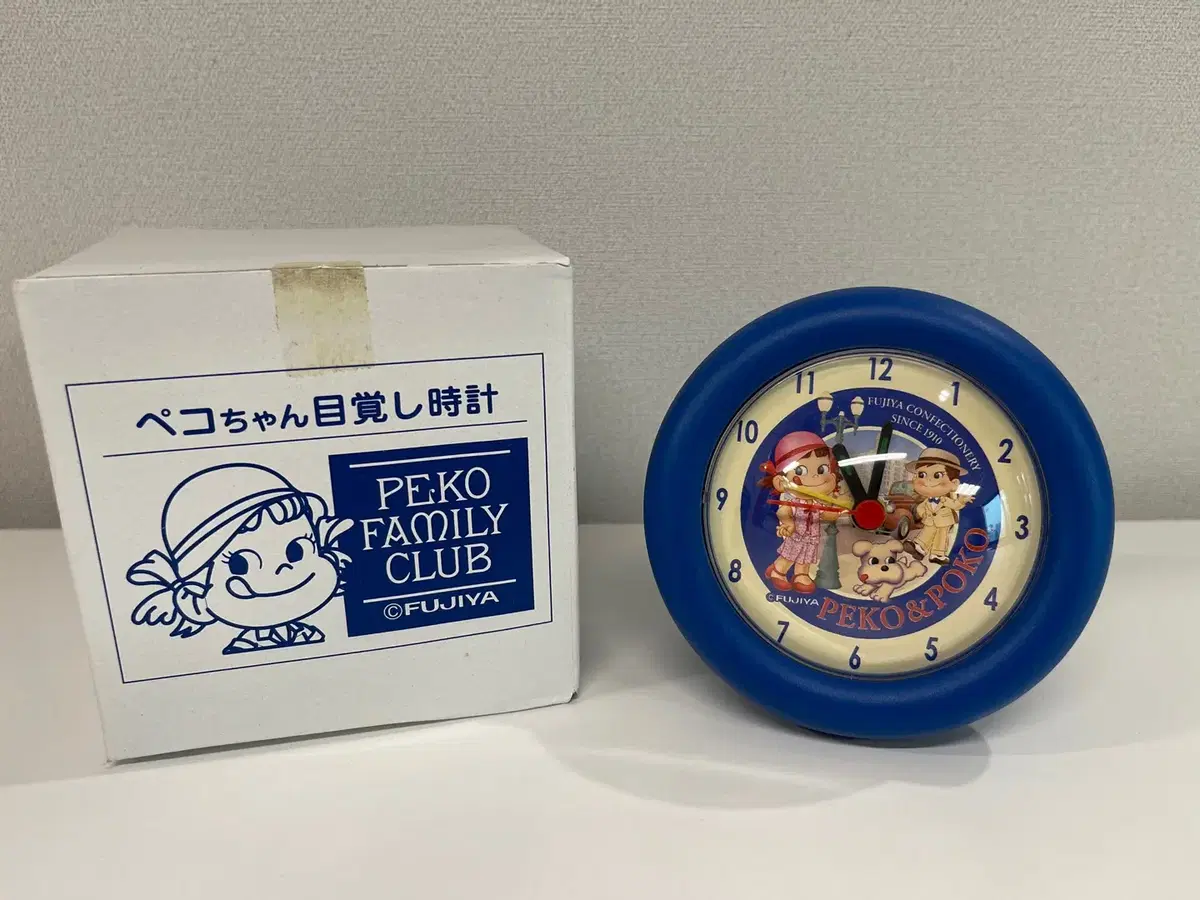 ペコちゃん目覚し時計
PEKO
FAMILY
CLUB
©FUJIYA
12
1
2
3
4
5
6
7
8
9
10
11
FUJIYA CONFECTIONERY
SINCE 1910
©FUJIYA
PEKO&POKO